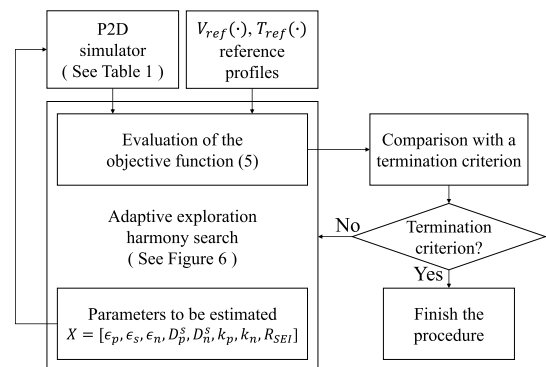 P2D
simulator
( See Table 1 )
V_ref(·), T_ref(·)
reference
profiles
Evaluation of the
objective function (5)
Comparison with a
termination criterion
Adaptive exploration
harmony search
( See Figure 6 )
No
Termination
criterion?
Yes
Parameters to be estimated
X = [ϵ_p, ϵ_s, ϵ_n, D_p^s, D_n^s, k_p, k_n, R_SEI]
Finish the
procedure